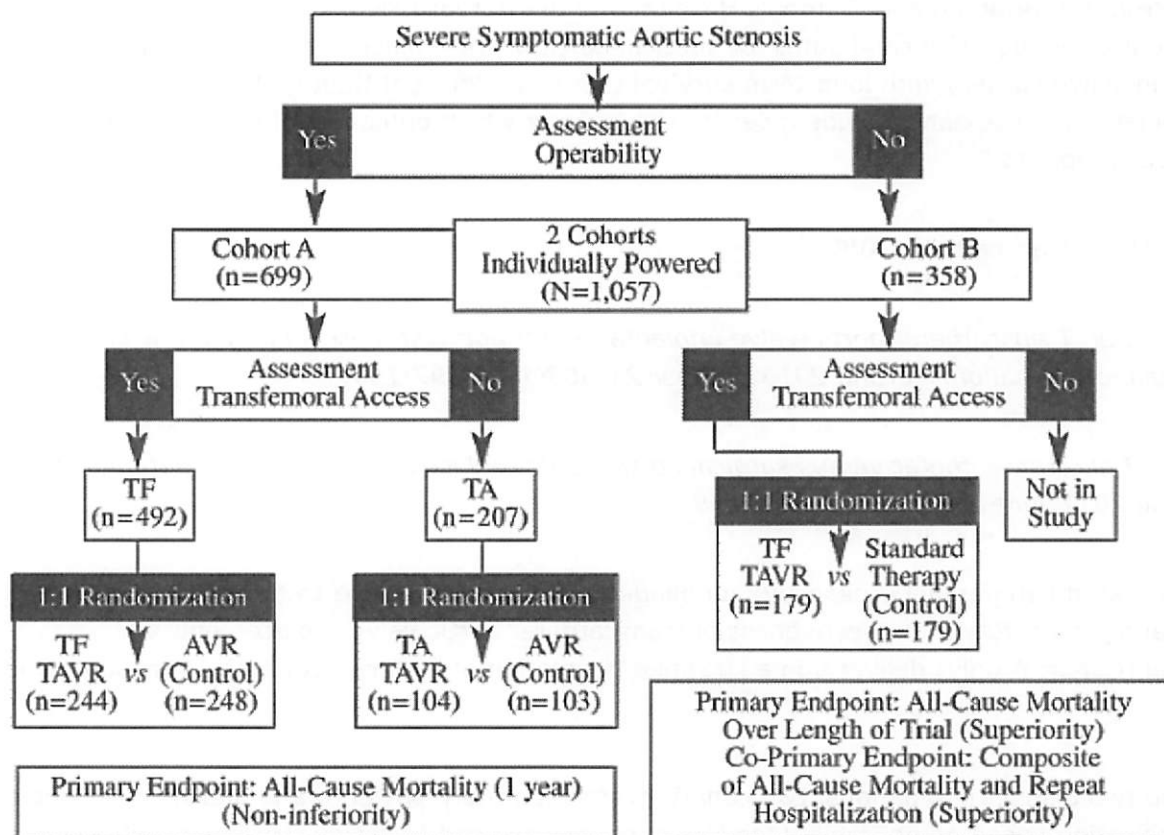 Severe Symptomatic Aortic Stenosis
Yes
Assessment
Operability
No
Cohort A
(n=699)
2 Cohorts
Individually Powered
(N=1,057)
Cohort B
(n=358)
Yes
Assessment
Transfemoral Access
No
Yes
Assessment
Transfemoral Access
No
TF
(n=492)
TA
(n=207)
1:1 Randomization
TF
TAVR
(n=179)
vs
Standard
Therapy
(Control)
(n=179)
Not in
Study
1:1 Randomization
TF
TAVR
(n=244)
vs
AVR
(Control)
(n=248)
1:1 Randomization
TA
TAVR
(n=104)
vs
AVR
(Control)
(n=103)
Primary Endpoint: All-Cause Mortality (1 year)
(Non-inferiority)
Primary Endpoint: All-Cause Mortality
Over Length of Trial (Superiority)
Co-Primary Endpoint: Composite
of All-Cause Mortality and Repeat
Hospitalization (Superiority)